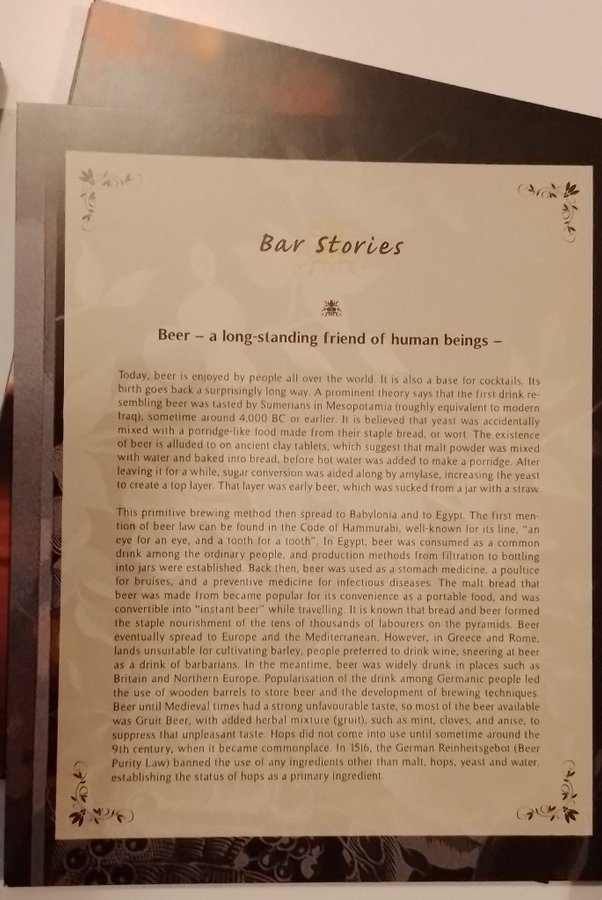 Bar Stories
Beer – a long-standing friend of human beings –
Today, beer is enjoyed by people all over the world. It is also a base for cocktails. Its
birth goes back a surprisingly long way. A prominent theory says that the first drink re-
sembling beer was tasted by Sumerians in Mesopotamia (roughly equivalent to modern
Iraq), sometime around 4,000 BC or earlier. It is believed that yeast was accidentally
mixed with a porridge-like food made from their staple bread, or wort. The existence
of beer is alluded to on ancient clay tablets, which suggest that malt powder was mixed
with water and baked into bread, before hot water was added to make a porridge. After
leaving it for a while, sugar conversion was aided along by amylase, increasing the yeast
to create a top layer. That layer was early beer, which was sucked from a jar with a straw.
This primitive brewing method then spread to Babylonia and to Egypt. The first men-
tion of beer law can be found in the Code of Hammurabi, well-known for its line, “an
eye for an eye, and a tooth for a tooth”. In Egypt, beer was consumed as a common
drink among the ordinary people, and production methods from filtration to bottling
into jars were established. Back then, beer was used as a stomach medicine, a poultice
for bruises, and a preventive medicine for infectious diseases. The malt bread that
beer was made from became popular for its convenience as a portable food, and was
convertible into “instant beer” while travelling. It is known that bread and beer formed
the staple nourishment of the tens of thousands of labourers on the pyramids. Beer
eventually spread to Europe and the Mediterranean. However, in Greece and Rome,
lands unsuitable for cultivating barley, people preferred to drink wine, sneering at beer
as a drink of barbarians. In the meantime, beer was widely drunk in places such as
Britain and Northern Europe. Popularisation of the drink among Germanic people led
the use of wooden barrels to store beer and the development of brewing techniques.
Beer until Medieval times had a strong unfavourable taste, so most of the beer available
was Gruit Beer, with added herbal mixture (gruit), such as mint, cloves, and anise, to
suppress that unpleasant taste. Hops did not come into use until sometime around the
9th century, when it became commonplace. In 1516, the German Reinheitsgebot (Beer
Purity Law) banned the use of any ingredients other than malt, hops, yeast and water,
establishing the status of hops as a primary ingredient.